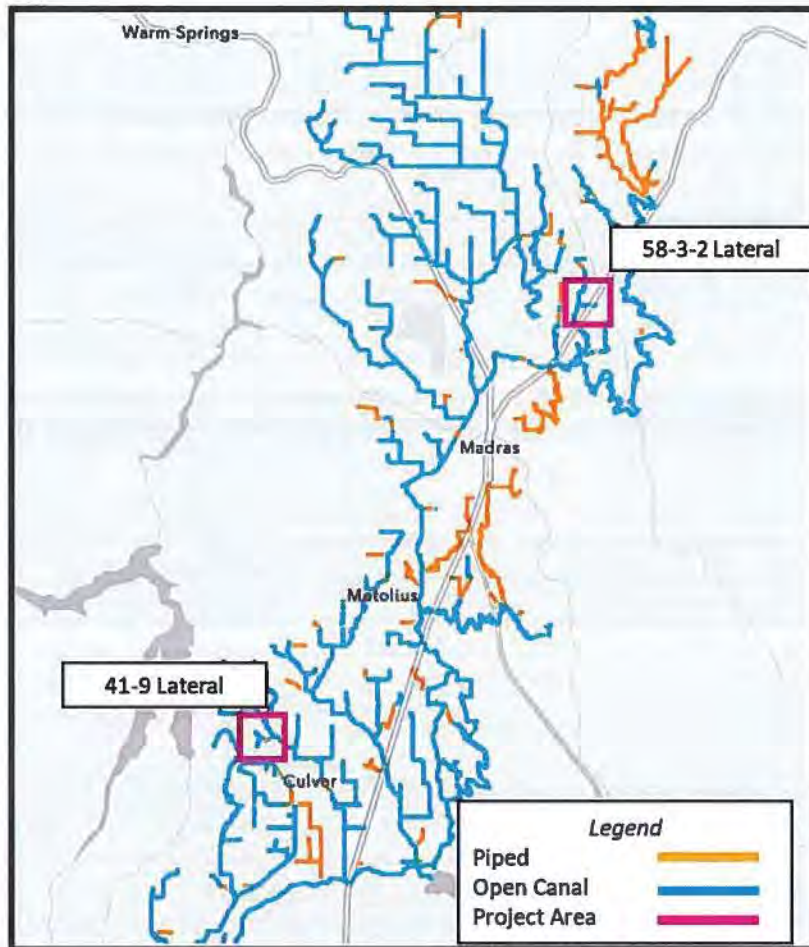 Warm Springs
58-3-2 Lateral
Madras
Metolius
41-9 Lateral
Culver
Legend
Piped
Open Canal
Project Area